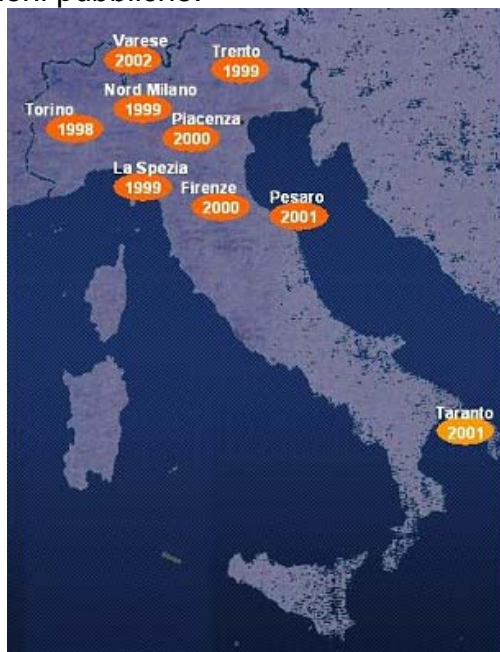 Varese
2002
Trento
1999
Nord Milano
1999
Torino
1998
Piacenza
2000
La Spezia
1999
Firenze
2000
Pesaro
2001
Taranto
2001